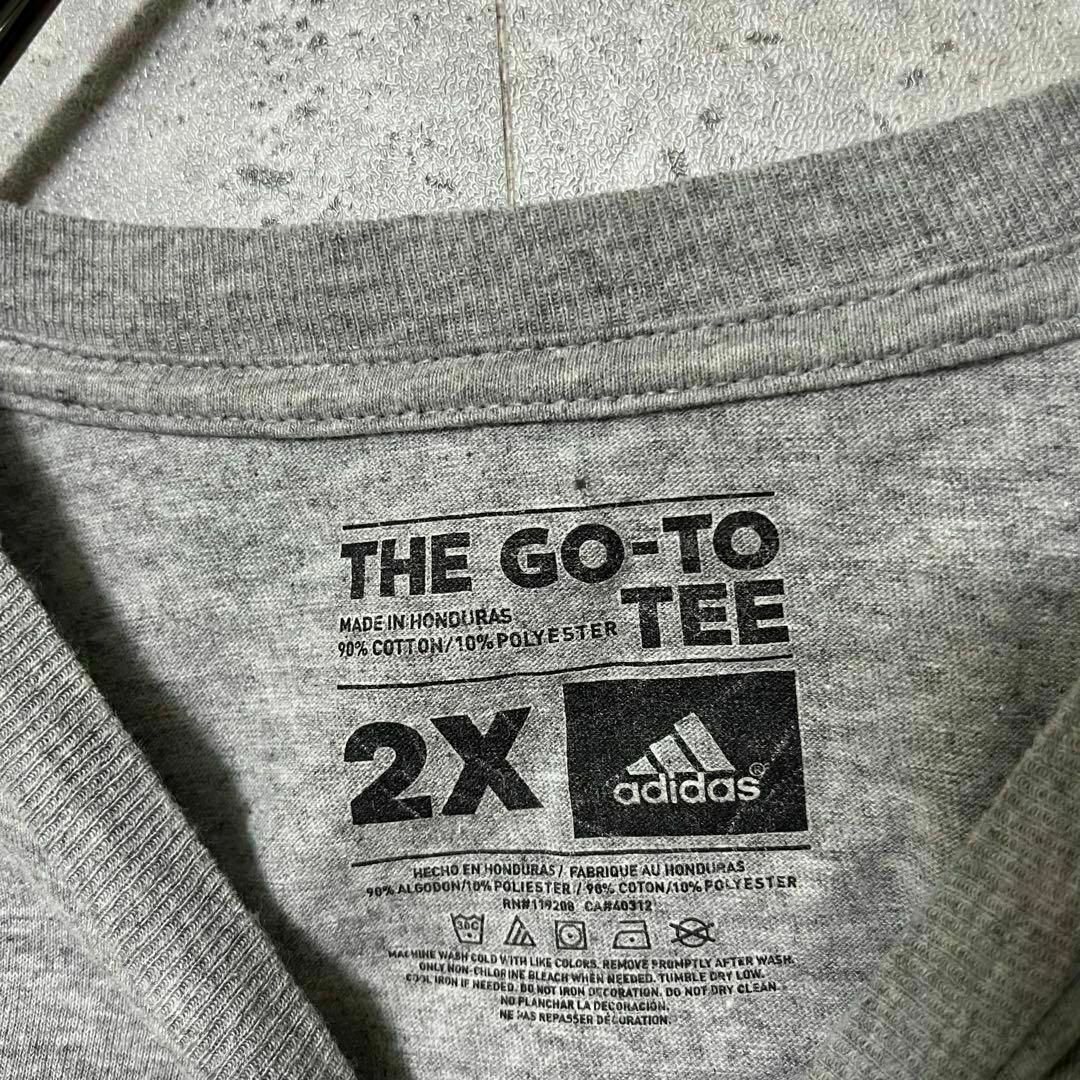 THE GO-TO
TEE
MADE IN HONDURAS
90% COTTON/10% POLYESTER
2X
adidas®
HECHO EN HONDURAS / FABRIQUE AU HONDURAS
90% ALGODON/10% POLIESTER / 90% COTON/10% POLYESTER
RN#119208 CA#40312
30C
MACHINE WASH COLD WITH LIKE COLORS. REMOVE PROMPTLY AFTER WASH.
ONLY NON-CHLORINE BLEACH WHEN NEEDED. TUMBLE DRY LOW.
COOL IRON IF NEEDED. DO NOT IRON DECORATION. DO NOT DRY CLEAN.
NO PLANCHAR LA DECORACIÓN.
NE PAS REPASSER DÉCORATION.